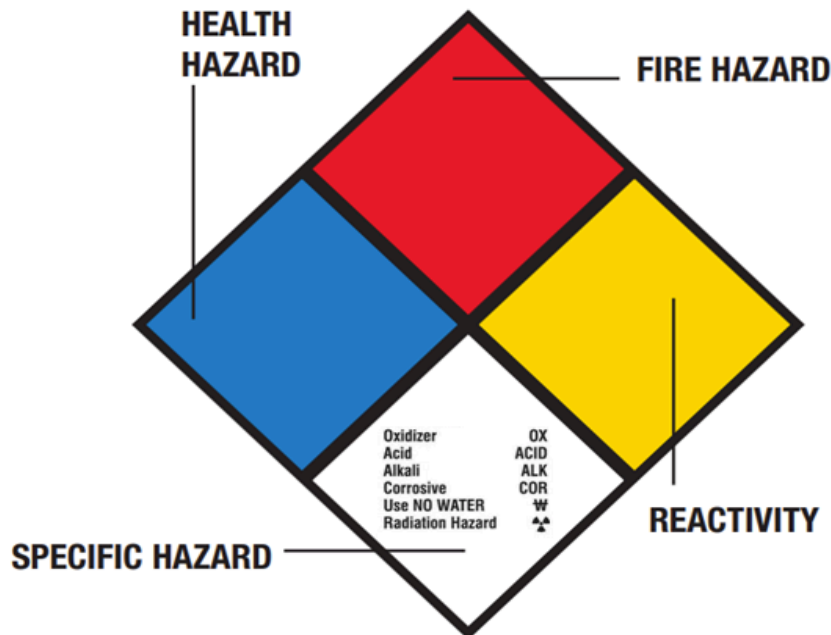 HEALTH
HAZARD
FIRE HAZARD
Oxidizer OX
Acid ACID
Alkali ALK
Corrosive COR
Use NO WATER W
Radiation Hazard ☢
REACTIVITY
SPECIFIC HAZARD